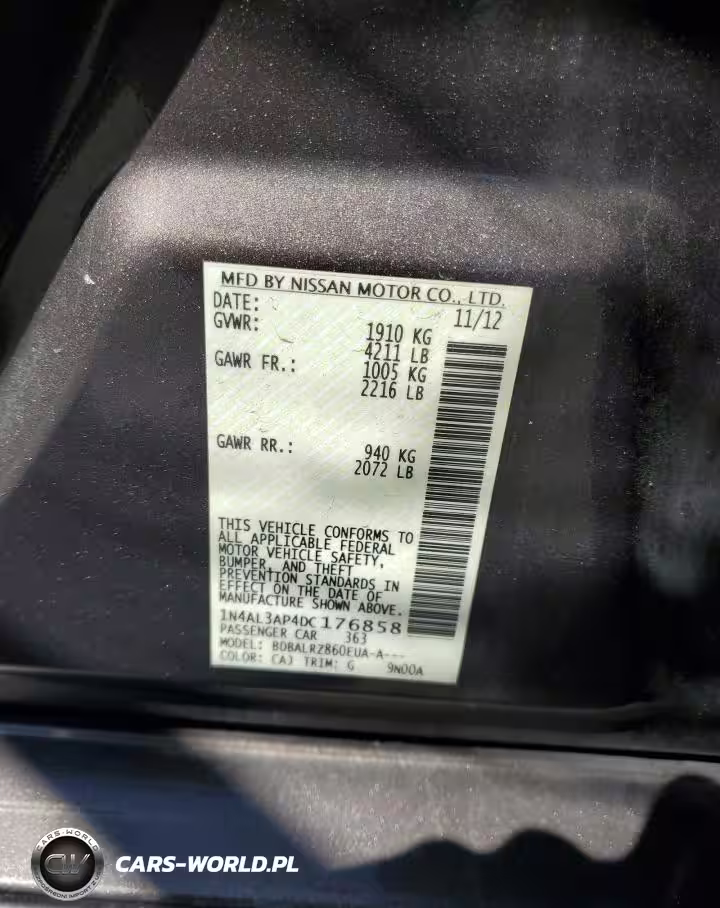 MFD BY NISSAN MOTOR CO., LTD.
DATE: 11/12
GVWR: 1910 KG
4211 LB
GAWR FR.: 1005 KG
2216 LB
GAWR RR.: 940 KG
2072 LB
THIS VEHICLE CONFORMS TO
ALL APPLICABLE FEDERAL
MOTOR VEHICLE SAFETY,
BUMPER, AND THEFT
PREVENTION STANDARDS IN
EFFECT ON THE DATE OF
MANUFACTURE SHOWN ABOVE.
1N4AL3AP4DC176858
PASSENGER CAR 363
MODEL: BDBALRZ860EUA-A---
COLOR: CAJ TRIM: G 9N00A
CARS-WORLD
CW
CARS-WORLD.PL